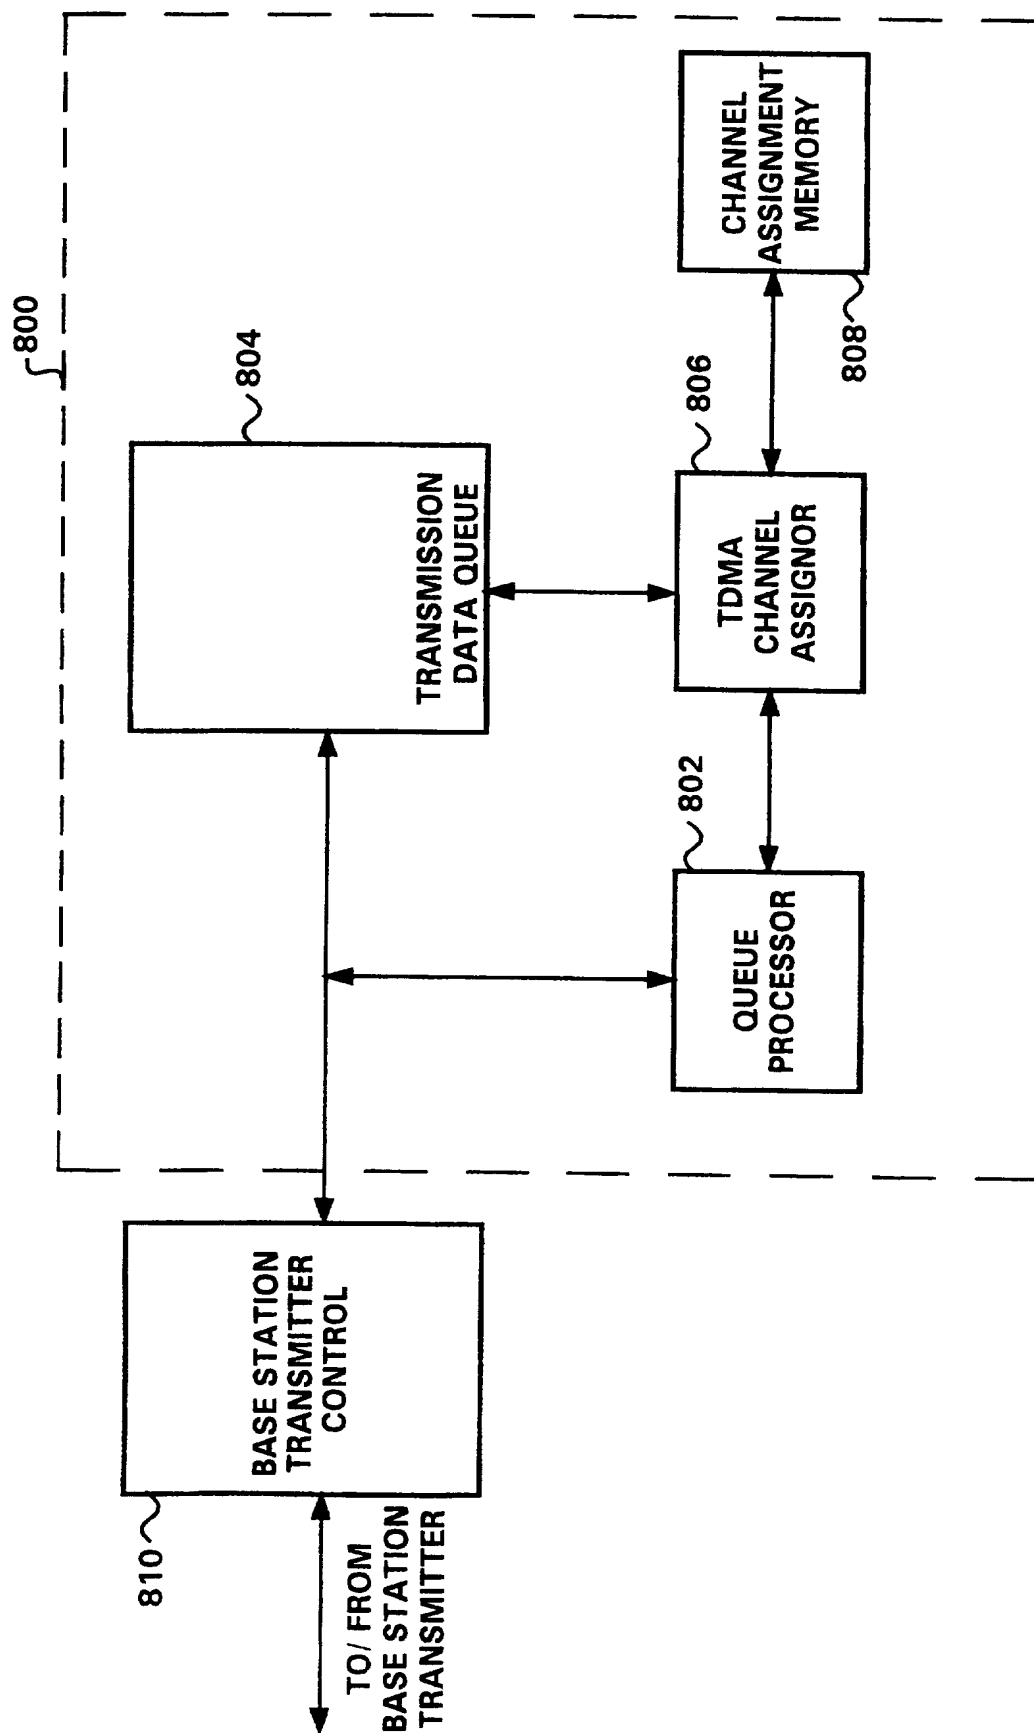 800
804
TRANSMISSION
DATA QUEUE
806
TDMA
CHANNEL
ASSIGNOR
CHANNEL
ASSIGNMENT
MEMORY
808
802
QUEUE
PROCESSOR
810
BASE STATION
TRANSMITTER
CONTROL
TO/ FROM
BASE STATION
TRANSMITTER